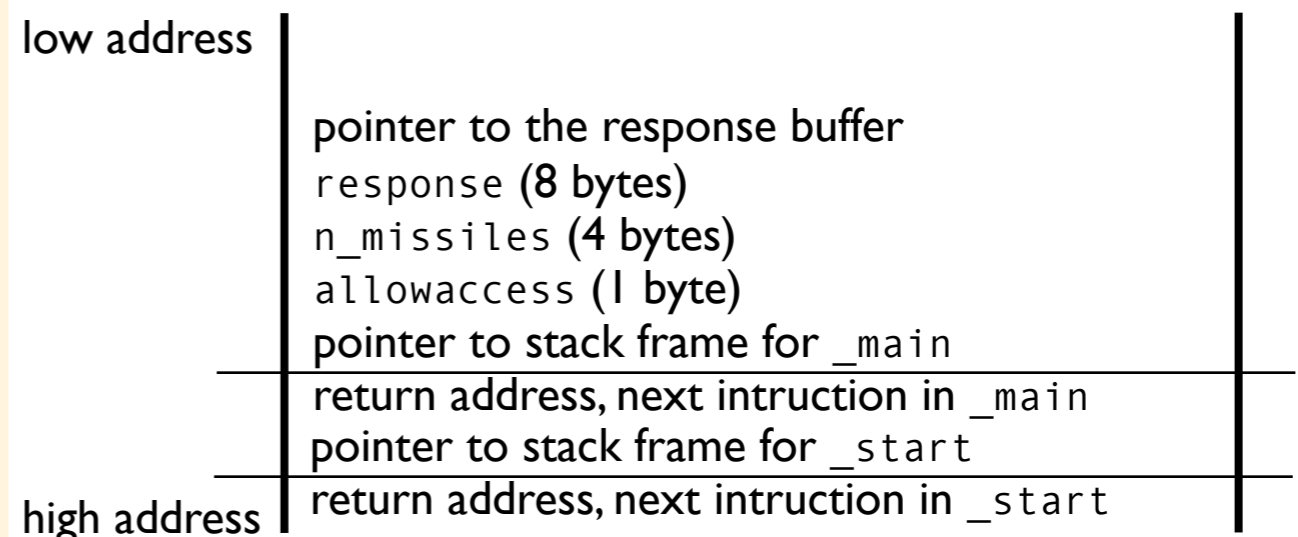 low address
pointer to the response buffer
response (8 bytes)
n_missiles (4 bytes)
allowaccess (1 byte)
pointer to stack frame for _main
return address, next intruction in _main
pointer to stack frame for _start
return address, next intruction in _start
high address